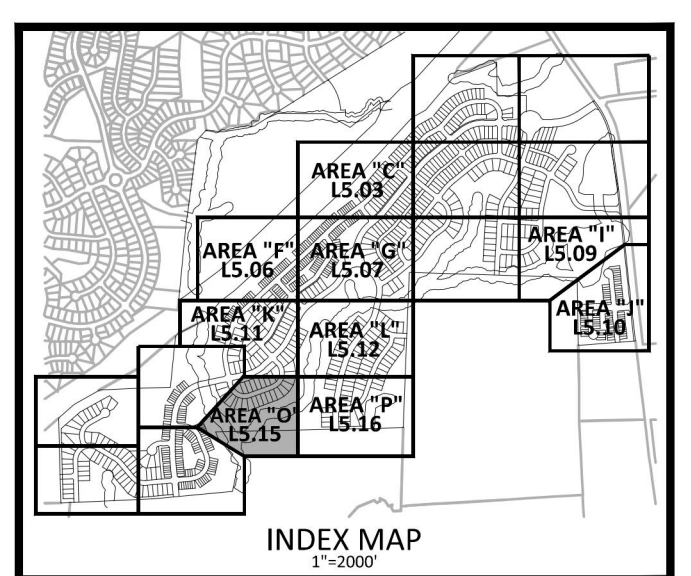 AREA "C"
L5.03
AREA "F"
L5.06
AREA "G"
L5.07
AREA "I"
L5.09
AREA "J"
L5.10
AREA "K"
L5.11
AREA "L"
L5.12
AREA "O"
L5.15
AREA "P"
L5.16
INDEX MAP
1"=2000'